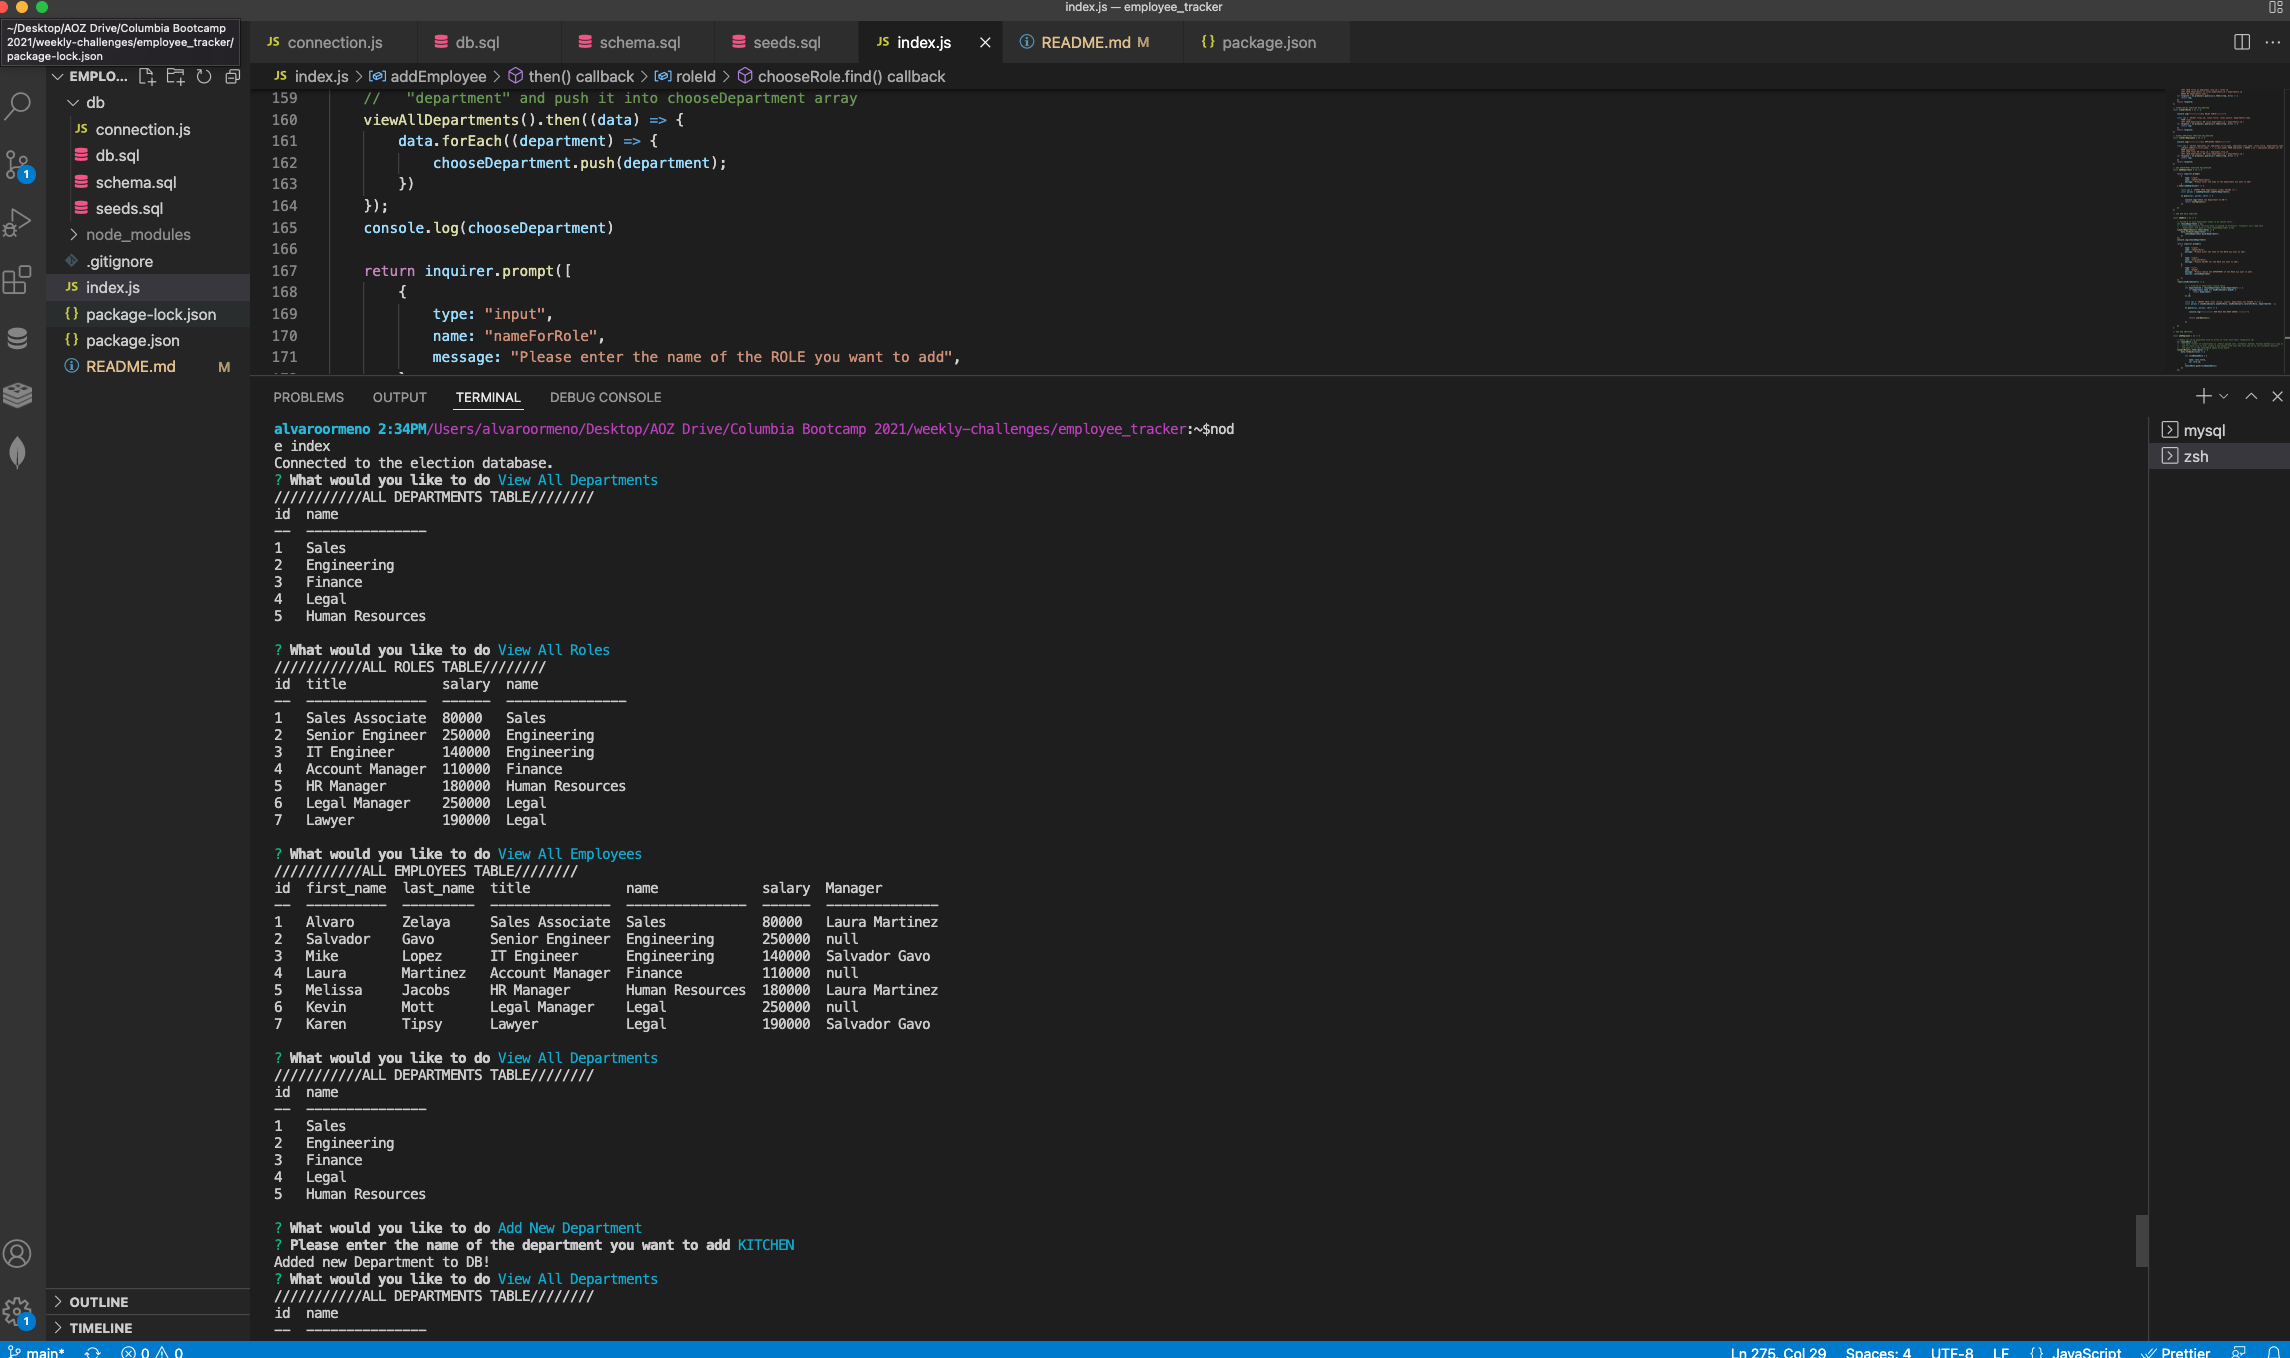 index.js — employee_tracker
~/Desktop/AOZ Drive/Columbia Bootcamp
2021/weekly-challenges/employee_tracker/
package-lock.json
JS connection.js
db.sql
schema.sql
seeds.sql
JS index.js
README.md M
{} package.json
EMPLO...
JS index.js > addEmployee > then() callback > roleId > chooseRole.find() callback
db
JS connection.js
db.sql
schema.sql
seeds.sql
node_modules
.gitignore
JS index.js
{} package-lock.json
{} package.json
README.md M
1
159 // "department" and push it into chooseDepartment array
160 viewAllDepartments().then((data) => {
161 data.forEach((department) => {
162 chooseDepartment.push(department);
163 })
164 });
165 console.log(chooseDepartment)
166
167 return inquirer.prompt([
168 {
169 type: "input",
170 name: "nameForRole",
171 message: "Please enter the name of the ROLE you want to add",
PROBLEMS OUTPUT TERMINAL DEBUG CONSOLE
mysql
zsh
alvaroormeno 2:34PM/Users/alvaroormeno/Desktop/AOZ Drive/Columbia Bootcamp 2021/weekly-challenges/employee_tracker:~$nod
e index
Connected to the election database.
? What would you like to do View All Departments
///////////ALL DEPARTMENTS TABLE////////
id name
-- ---------------
1 Sales
2 Engineering
3 Finance
4 Legal
5 Human Resources
? What would you like to do View All Roles
///////////ALL ROLES TABLE////////
id title salary name
-- --------------- ------ ---------------
1 Sales Associate 80000 Sales
2 Senior Engineer 250000 Engineering
3 IT Engineer 140000 Engineering
4 Account Manager 110000 Finance
5 HR Manager 180000 Human Resources
6 Legal Manager 250000 Legal
7 Lawyer 190000 Legal
? What would you like to do View All Employees
///////////ALL EMPLOYEES TABLE////////
id first_name last_name title name salary Manager
-- ---------- --------- --------------- --------------- ------ --------------
1 Alvaro Zelaya Sales Associate Sales 80000 Laura Martinez
2 Salvador Gavo Senior Engineer Engineering 250000 null
3 Mike Lopez IT Engineer Engineering 140000 Salvador Gavo
4 Laura Martinez Account Manager Finance 110000 null
5 Melissa Jacobs HR Manager Human Resources 180000 Laura Martinez
6 Kevin Mott Legal Manager Legal 250000 null
7 Karen Tipsy Lawyer Legal 190000 Salvador Gavo
? What would you like to do View All Departments
///////////ALL DEPARTMENTS TABLE////////
id name
-- ---------------
1 Sales
2 Engineering
3 Finance
4 Legal
5 Human Resources
? What would you like to do Add New Department
? Please enter the name of the department you want to add KITCHEN
Added new Department to DB!
? What would you like to do View All Departments
///////////ALL DEPARTMENTS TABLE////////
id name
-- ---------------
OUTLINE
TIMELINE
1
main* 0 0
Ln 275, Col 29 Spaces: 4 UTF-8 LF {} JavaScript Prettier